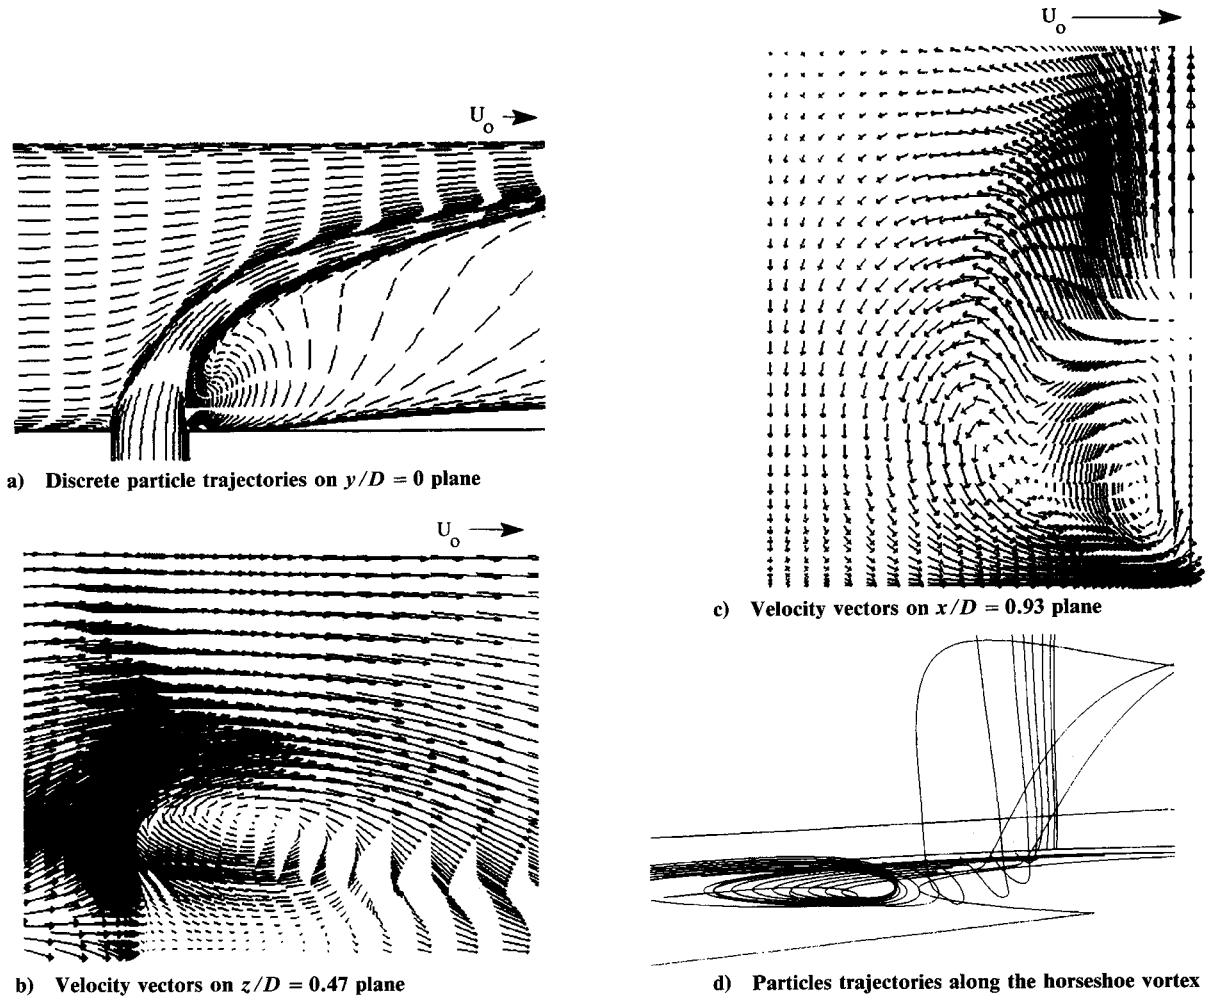 U_o
a) Discrete particle trajectories on y/D = 0 plane
U_o
b) Velocity vectors on z/D = 0.47 plane
U_o
c) Velocity vectors on x/D = 0.93 plane
d) Particles trajectories along the horseshoe vortex